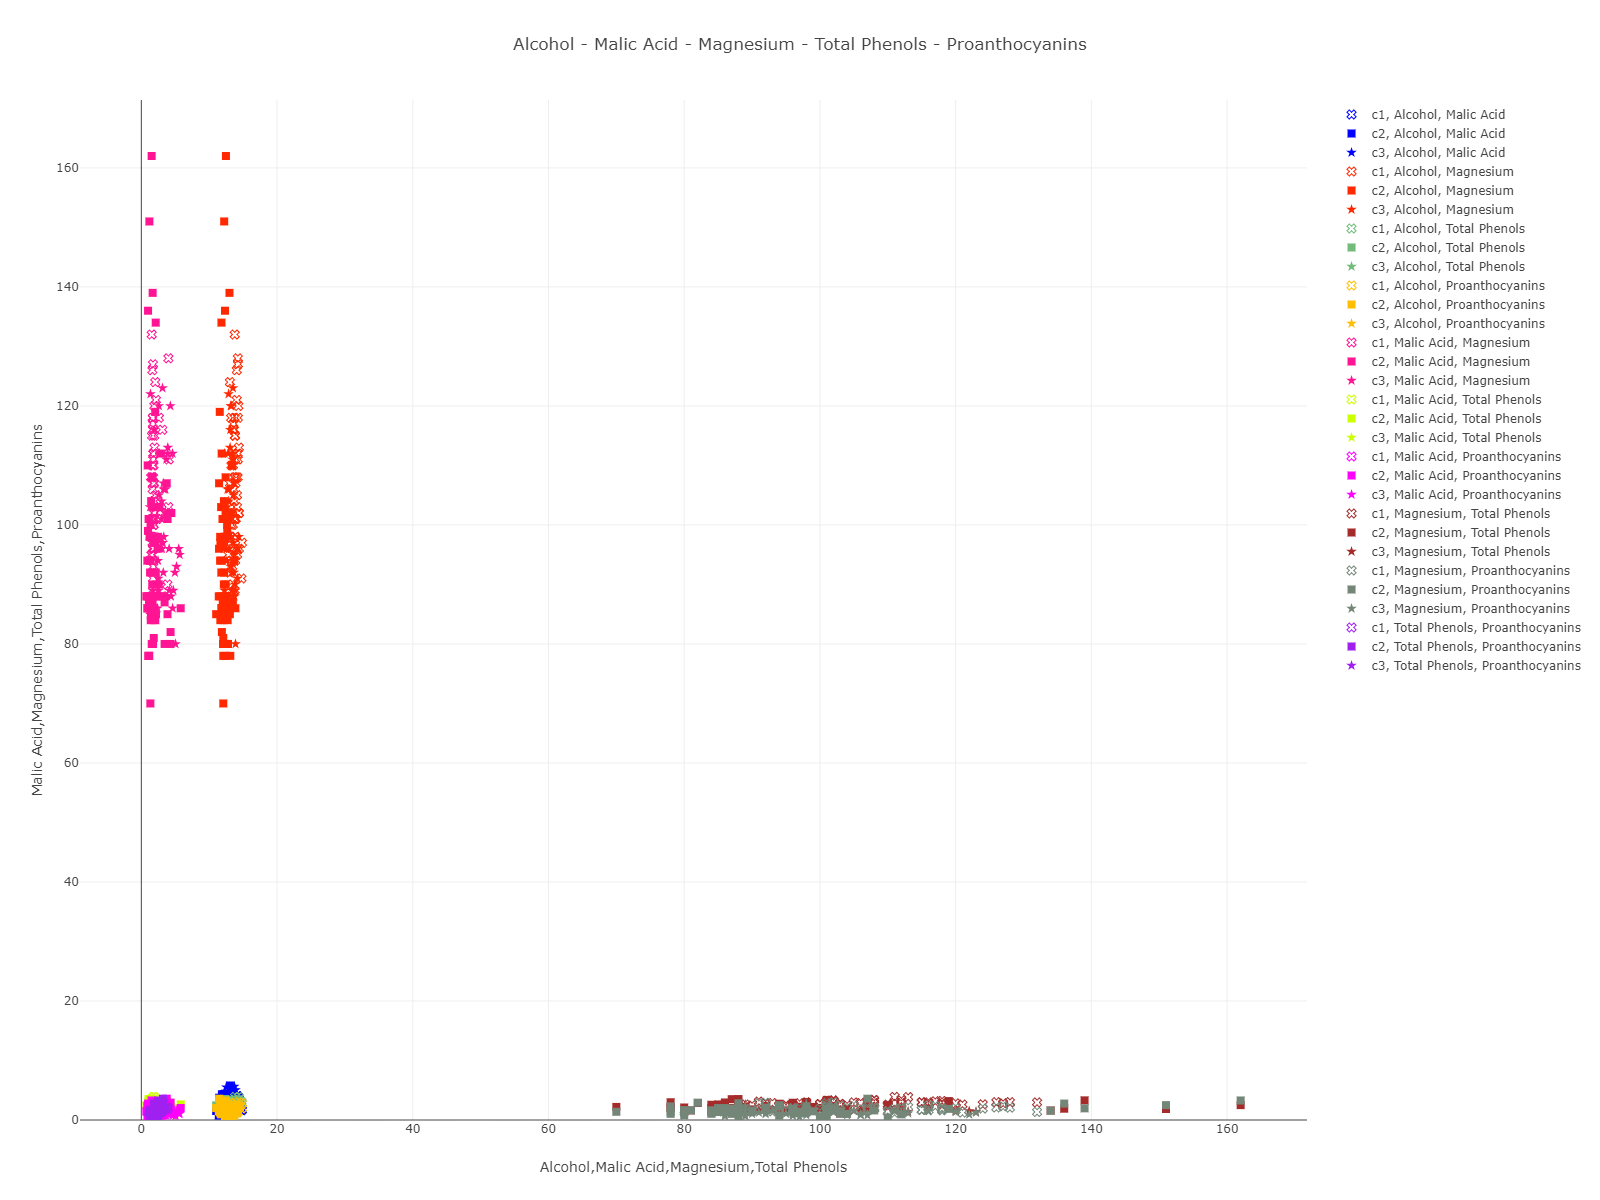 Alcohol - Malic Acid - Magnesium - Total Phenols - Proanthocyanins
c1, Alcohol, Malic Acid
c2, Alcohol, Malic Acid
c3, Alcohol, Malic Acid
c1, Alcohol, Magnesium
c2, Alcohol, Magnesium
c3, Alcohol, Magnesium
c1, Alcohol, Total Phenols
c2, Alcohol, Total Phenols
c3, Alcohol, Total Phenols
c1, Alcohol, Proanthocyanins
c2, Alcohol, Proanthocyanins
c3, Alcohol, Proanthocyanins
c1, Malic Acid, Magnesium
c2, Malic Acid, Magnesium
c3, Malic Acid, Magnesium
c1, Malic Acid, Total Phenols
c2, Malic Acid, Total Phenols
c3, Malic Acid, Total Phenols
c1, Malic Acid, Proanthocyanins
c2, Malic Acid, Proanthocyanins
c3, Malic Acid, Proanthocyanins
c1, Magnesium, Total Phenols
c2, Magnesium, Total Phenols
c3, Magnesium, Total Phenols
c1, Magnesium, Proanthocyanins
c2, Magnesium, Proanthocyanins
c3, Magnesium, Proanthocyanins
c1, Total Phenols, Proanthocyanins
c2, Total Phenols, Proanthocyanins
c3, Total Phenols, Proanthocyanins
Malic Acid,Magnesium,Total Phenols,Proanthocyanins
160
140
120
100
80
60
40
20
0
0 20 40 60 80 100 120 140 160
Alcohol,Malic Acid,Magnesium,Total Phenols